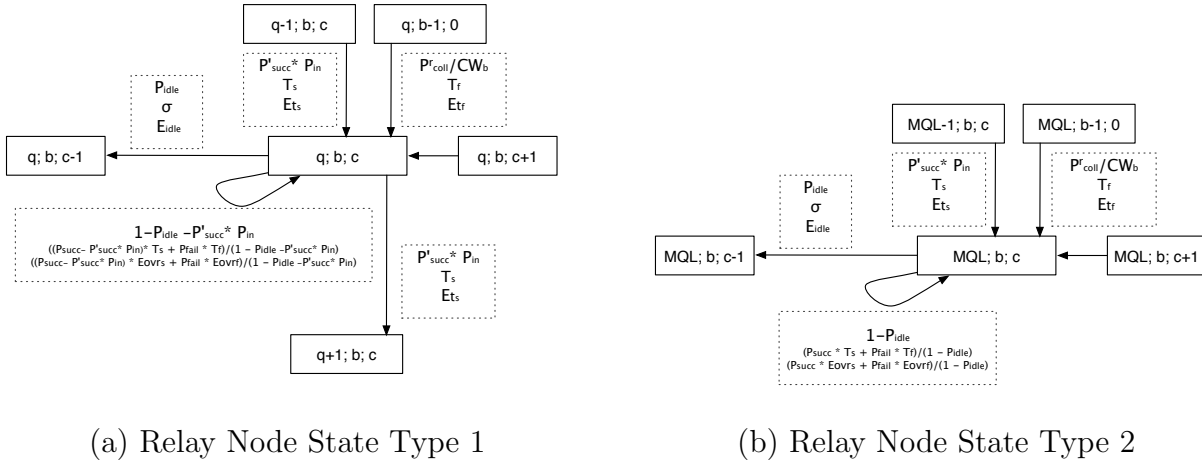 q-1; b; c
q; b-1; 0
P'succ* Pin
Ts
Ets
Prcoll/CWb
Tf
Etf
Pidle
σ
Eidle
q; b; c-1
q; b; c
q; b; c+1
1-Pidle -P'succ* Pin
((Psucc- P'succ* Pin)* Ts + Pfail * Tf)/(1 - Pidle -P'succ* Pin)
((Psucc- P'succ* Pin) * Eovrs + Pfail * Eovrf)/(1 - Pidle -P'succ* Pin)
P'succ* Pin
Ts
Ets
q+1; b; c
(a) Relay Node State Type 1
MQL-1; b; c
MQL; b-1; 0
P'succ* Pin
Ts
Ets
Prcoll/CWb
Tf
Etf
Pidle
σ
Eidle
MQL; b; c-1
MQL; b; c
MQL; b; c+1
1-Pidle
(Psucc * Ts + Pfail * Tf)/(1 - Pidle)
(Psucc * Eovrs + Pfail * Eovrf)/(1 - Pidle)
(b) Relay Node State Type 2